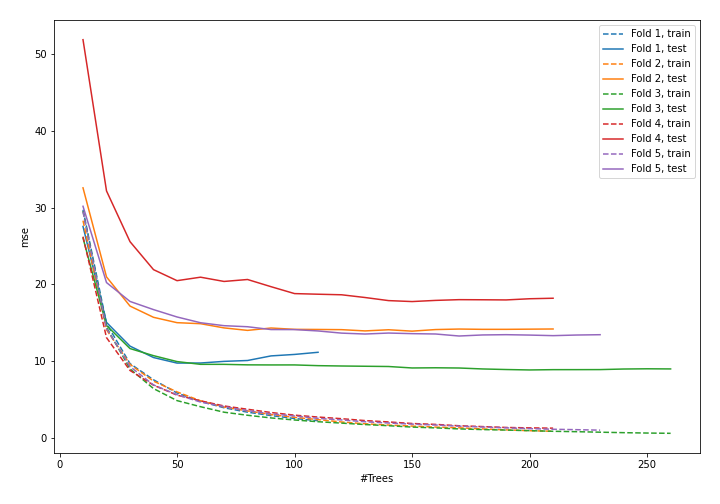 Fold 1, train
Fold 1, test
Fold 2, train
Fold 2, test
Fold 3, train
Fold 3, test
Fold 4, train
Fold 4, test
Fold 5, train
Fold 5, test
mse
50
40
30
20
10
0
0 50 100 150 200 250
#Trees